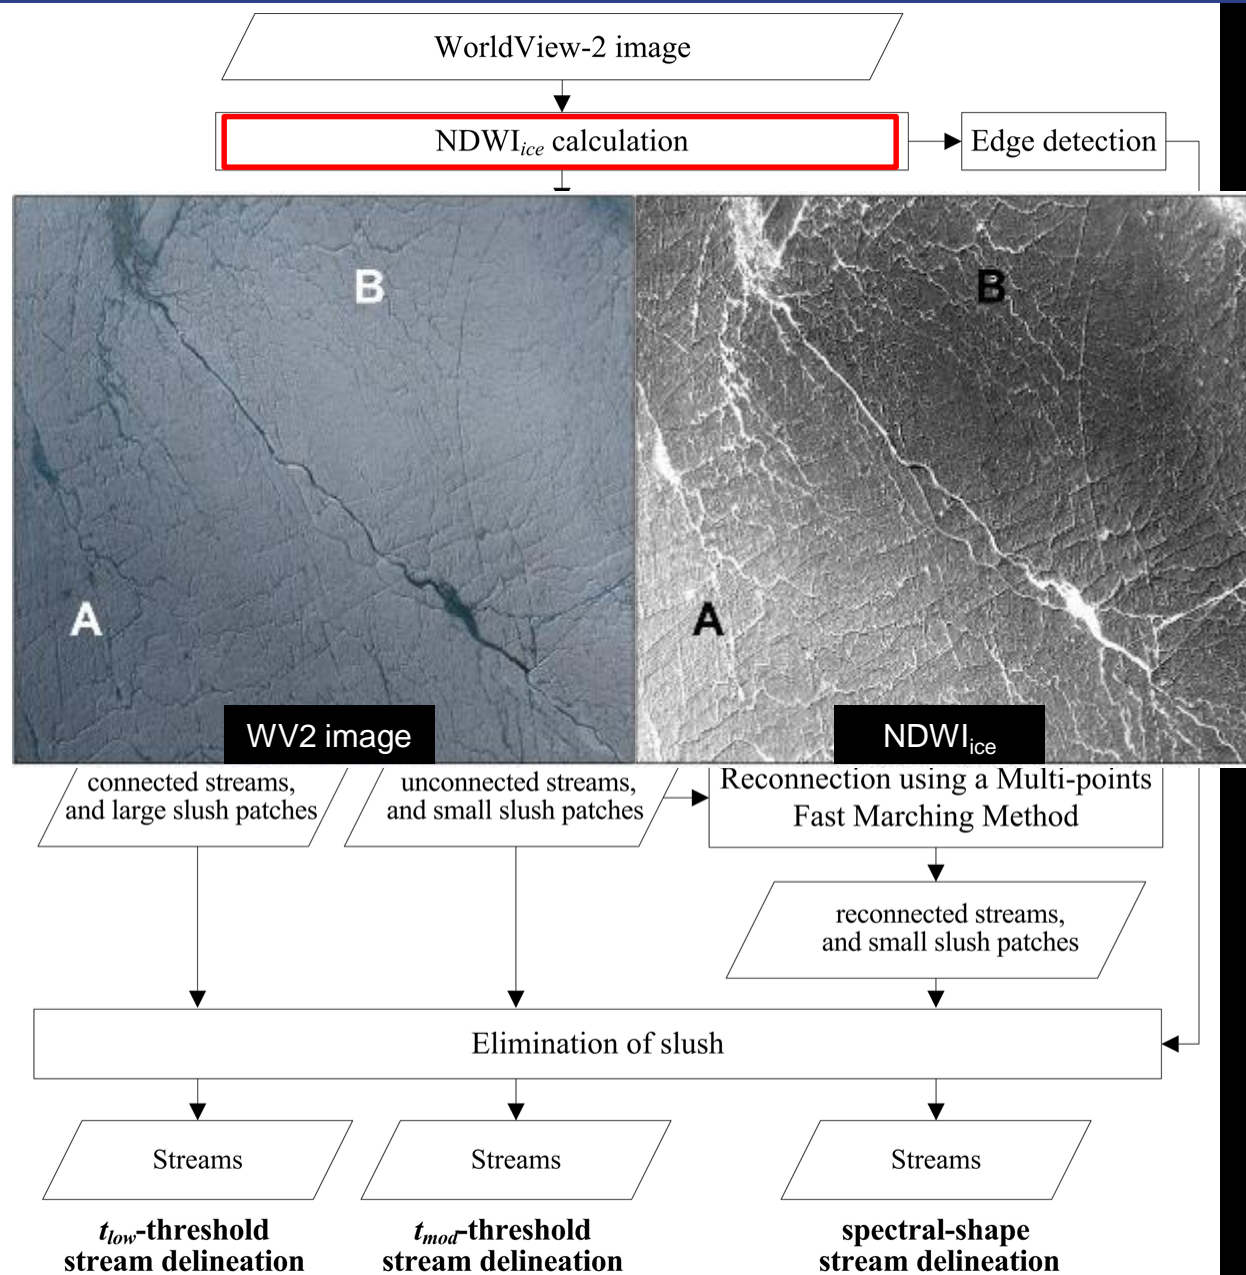 WorldView-2 image
NDWIice calculation
Edge detection
B
B
A
A
WV2 image
NDWIice
connected streams,
and large slush patches
unconnected streams,
and small slush patches
Reconnection using a Multi-points
Fast Marching Method
reconnected streams,
and small slush patches
Elimination of slush
Streams
Streams
Streams
tlow-threshold
stream delineation
tmod-threshold
stream delineation
spectral-shape
stream delineation